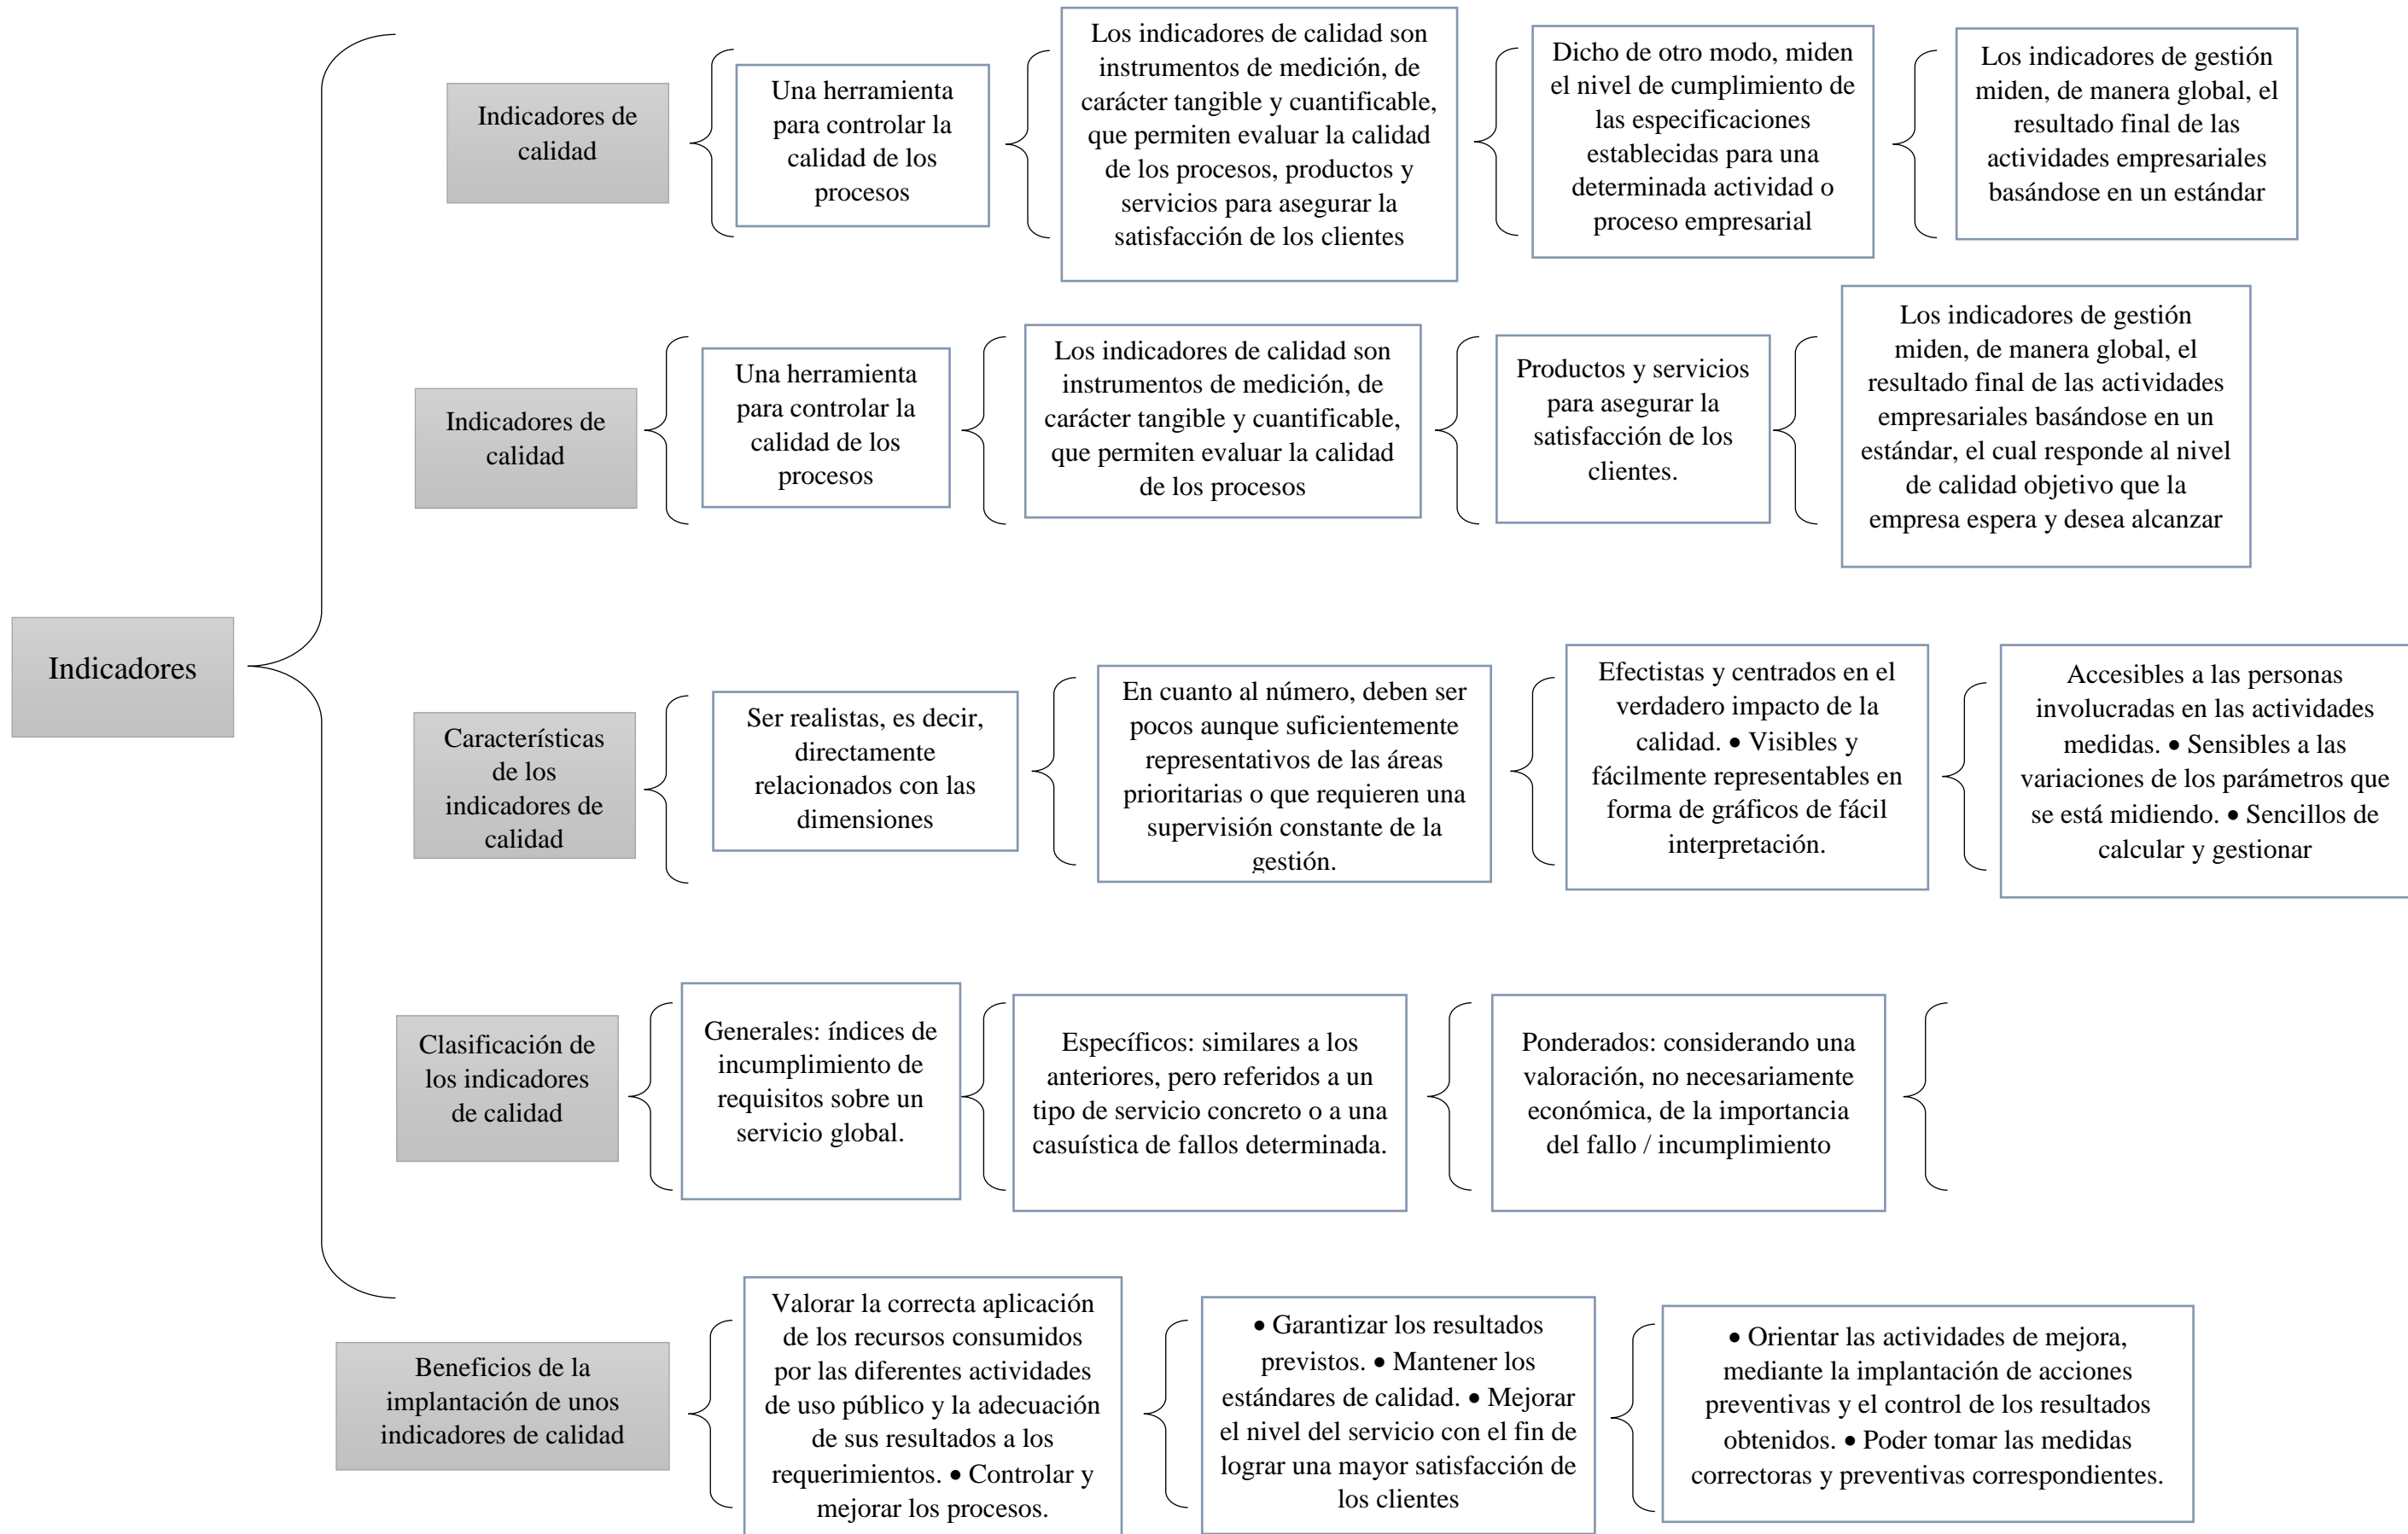 Indicadores
Indicadores de
calidad
Una herramienta
para controlar la
calidad de los
procesos
Los indicadores de calidad son
instrumentos de medición, de
carácter tangible y cuantificable,
que permiten evaluar la calidad
de los procesos, productos y
servicios para asegurar la
satisfacción de los clientes
Dicho de otro modo, miden
el nivel de cumplimiento de
las especificaciones
establecidas para una
determinada actividad o
proceso empresarial
Los indicadores de gestión
miden, de manera global, el
resultado final de las
actividades empresariales
basándose en un estándar
Indicadores de
calidad
Una herramienta
para controlar la
calidad de los
procesos
Los indicadores de calidad son
instrumentos de medición, de
carácter tangible y cuantificable,
que permiten evaluar la calidad
de los procesos
Productos y servicios
para asegurar la
satisfacción de los
clientes.
Los indicadores de gestión
miden, de manera global, el
resultado final de las actividades
empresariales basándose en un
estándar, el cual responde al nivel
de calidad objetivo que la
empresa espera y desea alcanzar
Características
de los
indicadores de
calidad
Ser realistas, es decir,
directamente
relacionados con las
dimensiones
En cuanto al número, deben ser
pocos aunque suficientemente
representativos de las áreas
prioritarias o que requieren una
supervisión constante de la
gestión.
Efectistas y centrados en el
verdadero impacto de la
calidad. • Visibles y
fácilmente representables en
forma de gráficos de fácil
interpretación.
Accesibles a las personas
involucradas en las actividades
medidas. • Sensibles a las
variaciones de los parámetros que
se está midiendo. • Sencillos de
calcular y gestionar
Clasificación de
los indicadores
de calidad
Generales: índices de
incumplimiento de
requisitos sobre un
servicio global.
Específicos: similares a los
anteriores, pero referidos a un
tipo de servicio concreto o a una
casuística de fallos determinada.
Ponderados: considerando una
valoración, no necesariamente
económica, de la importancia
del fallo / incumplimiento
Beneficios de la
implantación de unos
indicadores de calidad
Valorar la correcta aplicación
de los recursos consumidos
por las diferentes actividades
de uso público y la adecuación
de sus resultados a los
requerimientos. • Controlar y
mejorar los procesos.
• Garantizar los resultados
previstos. • Mantener los
estándares de calidad. • Mejorar
el nivel del servicio con el fin de
lograr una mayor satisfacción de
los clientes
• Orientar las actividades de mejora,
mediante la implantación de acciones
preventivas y el control de los resultados
obtenidos. • Poder tomar las medidas
correctoras y preventivas correspondientes.